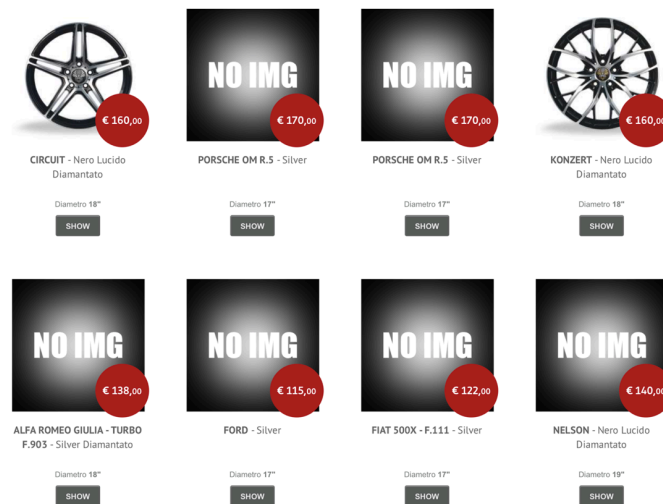 € 160,00
NO IMG
€ 170,00
NO IMG
€ 170,00
€ 160,00
CIRCUIT - Nero Lucido
Diamantato
PORSCHE OM R.5 - Silver
PORSCHE OM R.5 - Silver
KONZERT - Nero Lucido
Diamantato
Diametro 18"
Diametro 17"
Diametro 17"
Diametro 18"
SHOW
SHOW
SHOW
SHOW
NO IMG
€ 138,00
NO IMG
€ 115,00
NO IMG
€ 122,00
NO IMG
€ 140,00
ALFA ROMEO GIULIA - TURBO
F.903 - Silver Diamantato
FORD - Silver
FIAT 500X - F.111 - Silver
NELSON - Nero Lucido
Diamantato
Diametro 18"
Diametro 17"
Diametro 17"
Diametro 19"
SHOW
SHOW
SHOW
SHOW